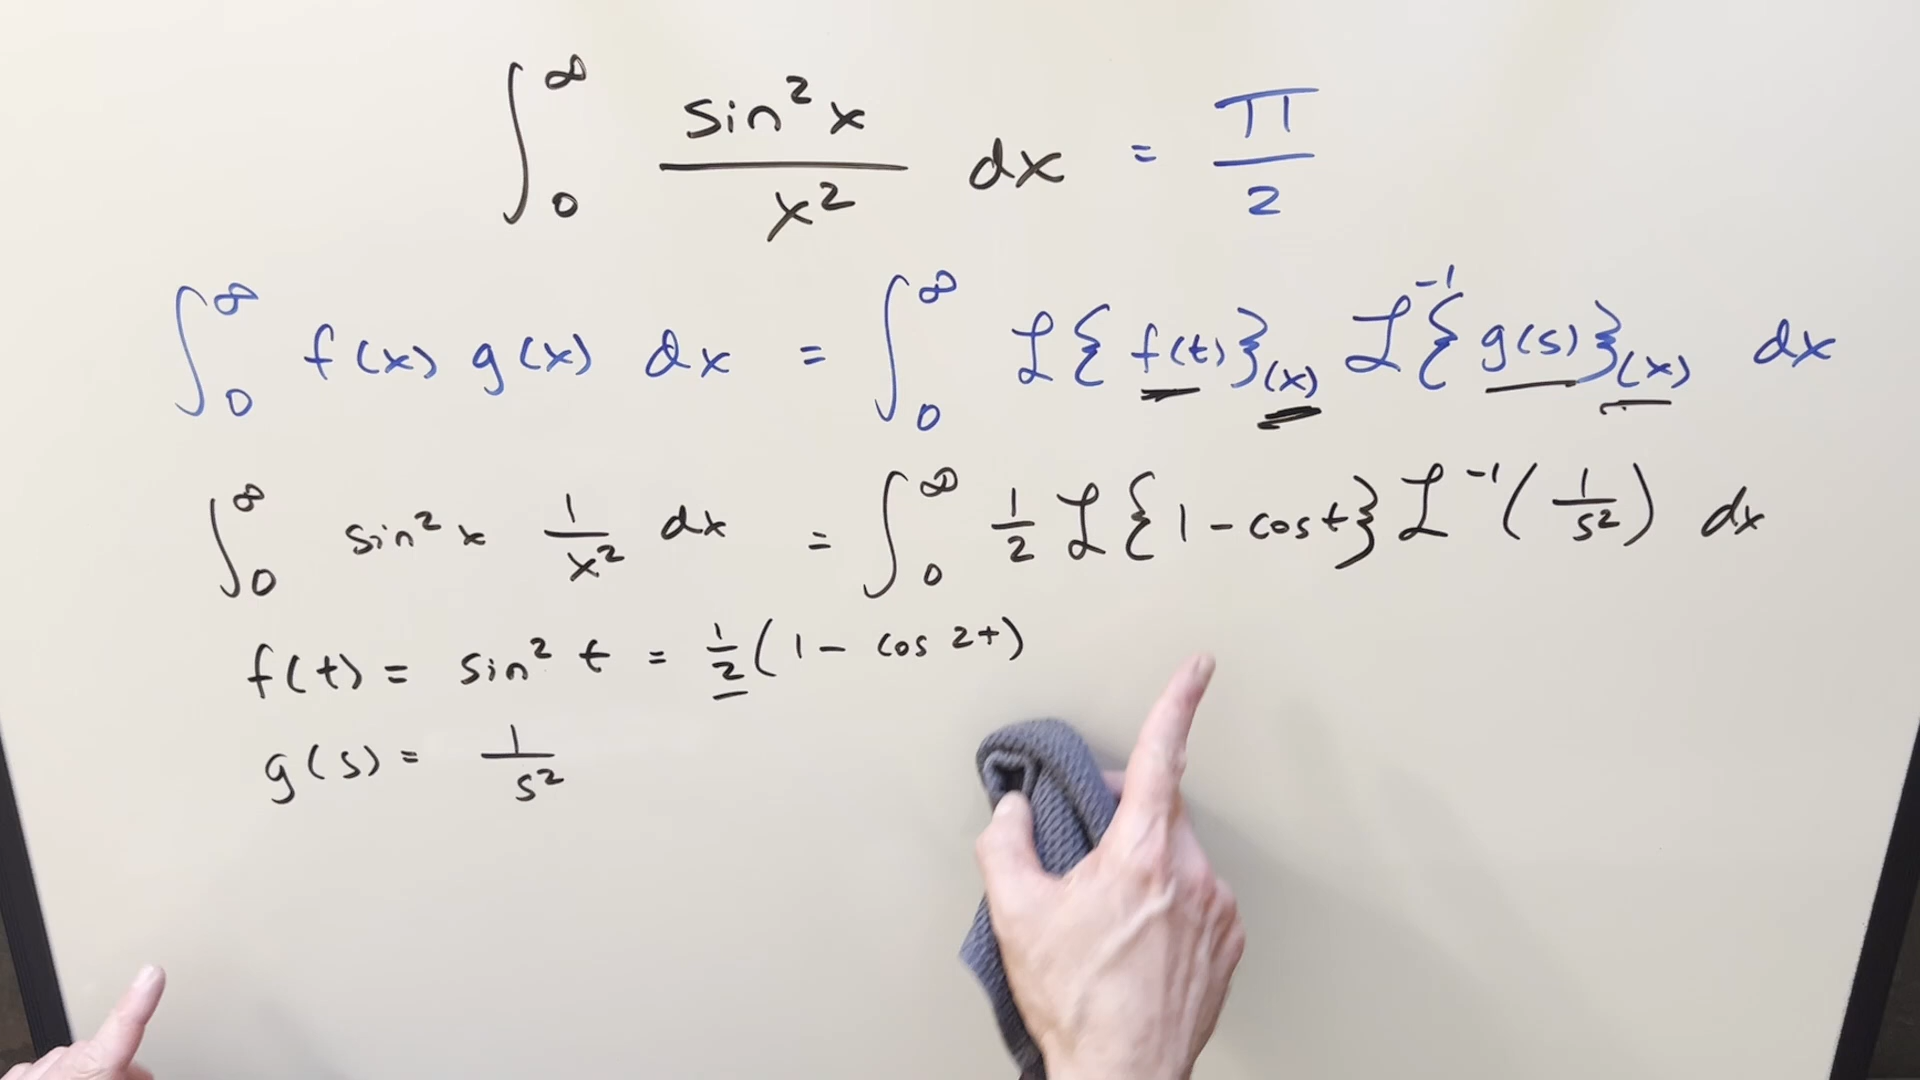 ∫₀^∞ sin²x / x² dx = π/2
∫₀^∞ f(x) g(x) dx = ∫₀^∞ ℒ{f(t)}(x) ℒ⁻¹{g(s)}(x) dx
∫₀^∞ sin²x 1/x² dx = ∫₀^∞ 1/2 ℒ{1 - cos t} ℒ⁻¹(1/s²) dx
f(t) = sin² t = 1/2 (1 - cos 2t)
g(s) = 1/s²